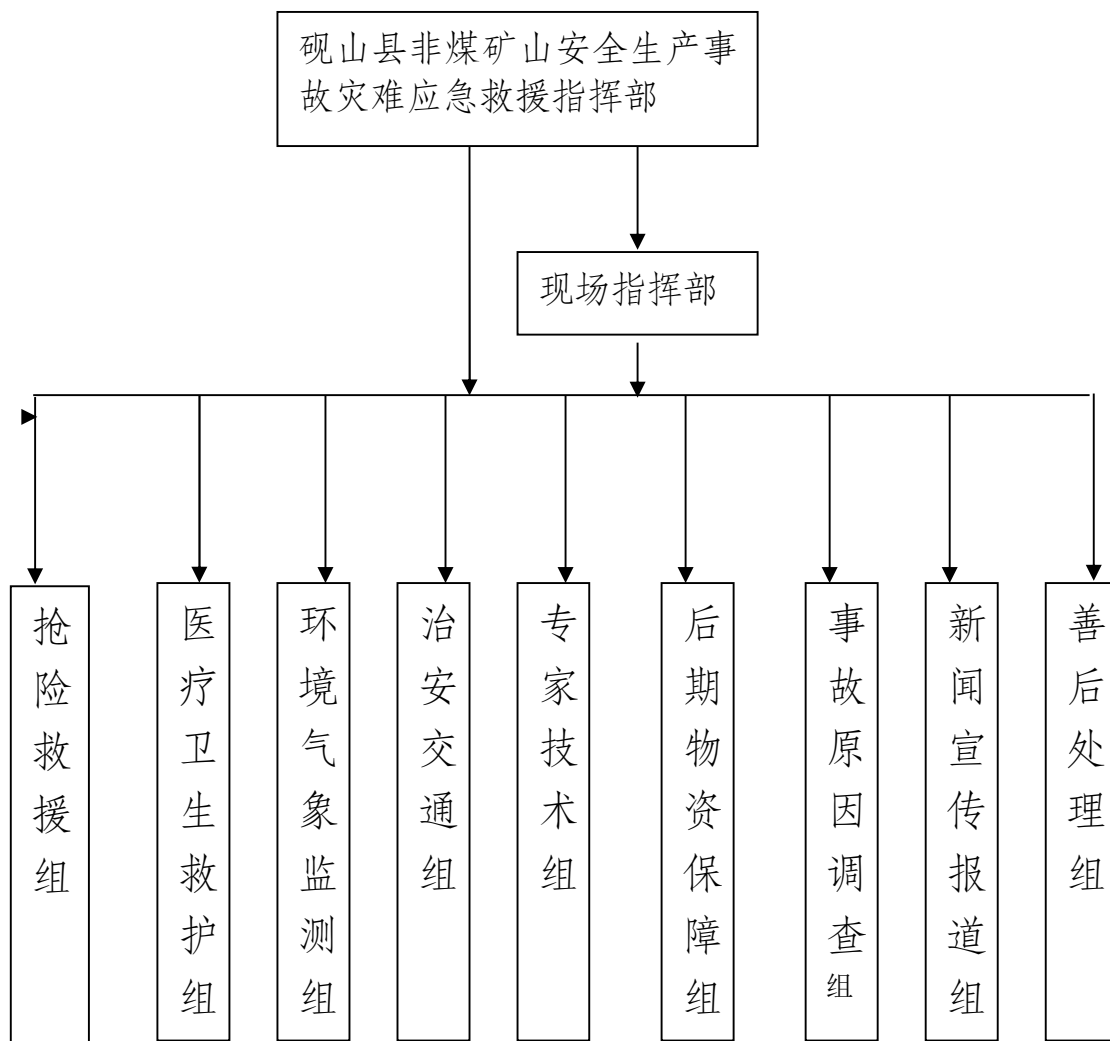 砚山县非煤矿山安全生产事
故灾难应急救援指挥部
现场指挥部
抢险救援组
医疗卫生救护组
环境气象监测组
治安交通组
专家技术组
后期物资保障组
事故原因调查组
新闻宣传报道组
善后处理组